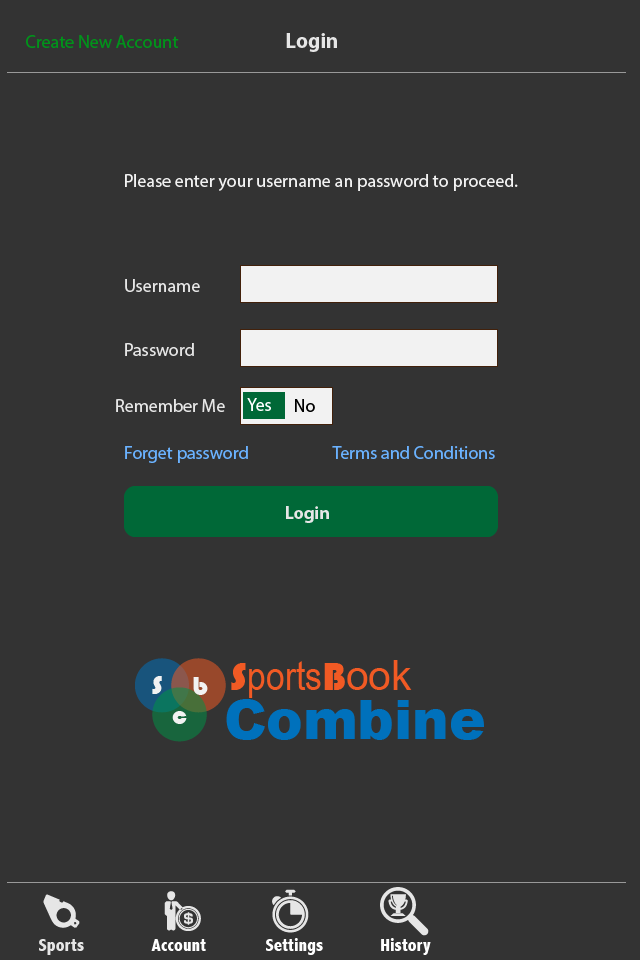 Create New Account Login
Please enter your username an password to proceed.
Username
Password
Remember Me Yes No
Forget password Terms and Conditions
Login
S b SportsBook
c Combine
Sports Account Settings History